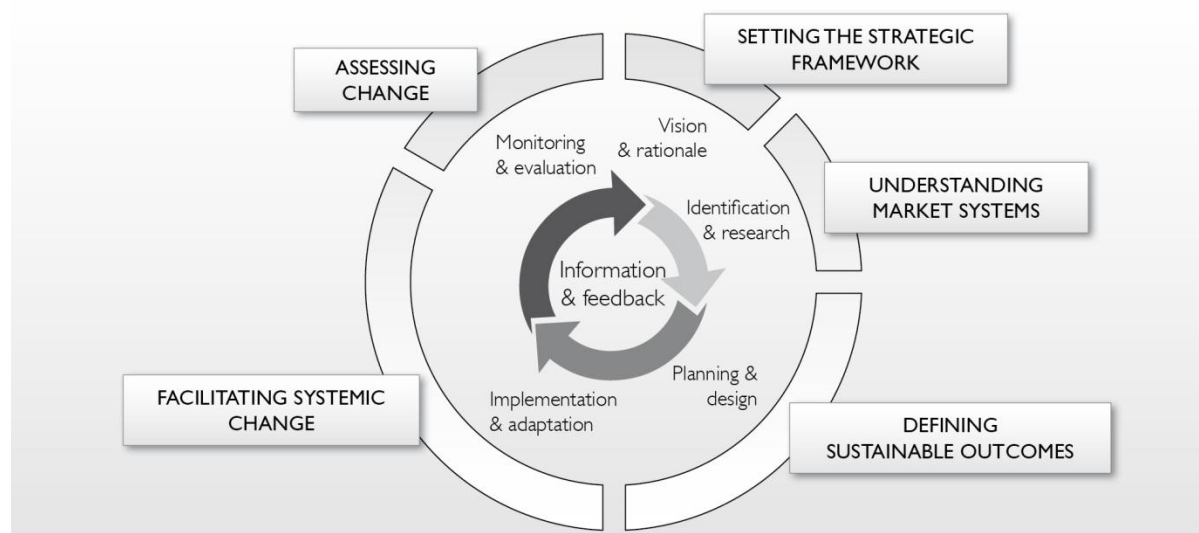 SETTING THE STRATEGIC
FRAMEWORK
ASSESSING
CHANGE
Vision
& rationale
Monitoring
& evaluation
UNDERSTANDING
MARKET SYSTEMS
Identification
& research
Information
& feedback
Planning &
design
FACILITATING SYSTEMIC
CHANGE
Implementation
& adaptation
DEFINING
SUSTAINABLE OUTCOMES